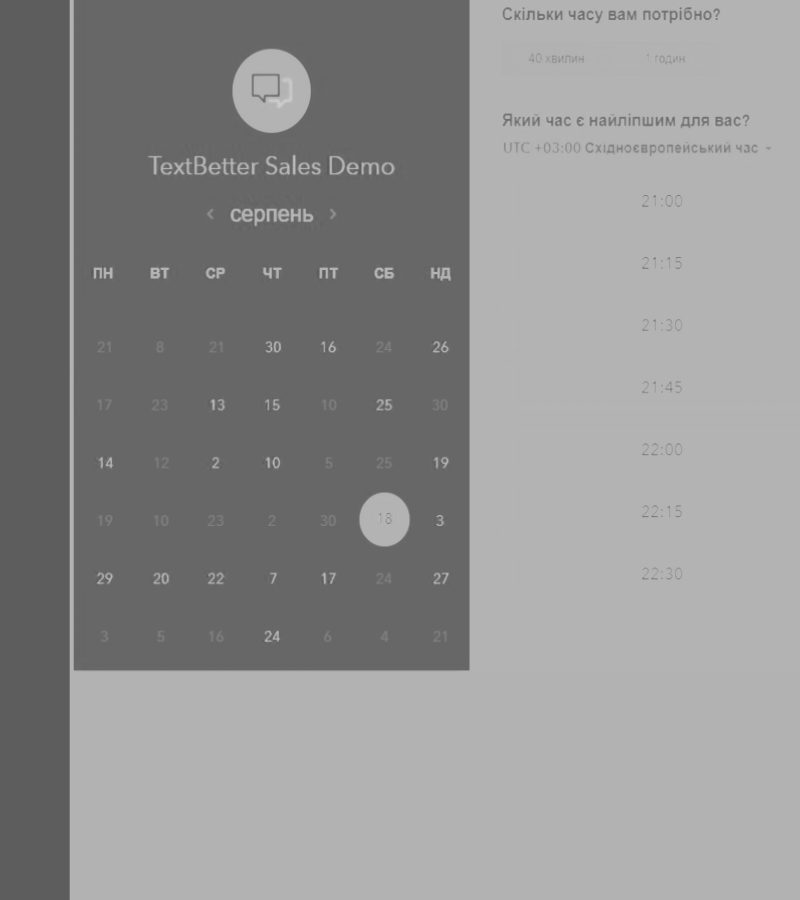 TextBetter Sales Demo
серпень
ПН ВТ СР ЧТ ПТ СБ НД
21 8 21 30 16 24 26
17 23 13 15 10 25 30
14 12 2 10 5 25 19
19 10 23 2 30 18 3
29 20 22 7 17 24 27
3 5 16 24 6 4 21
Скільки часу вам потрібно?
40 хвилин 1 годин
Який час є найліпшим для вас?
UTC +03:00 Східноєвропейський час
21:00
21:15
21:30
21:45
22:00
22:15
22:30